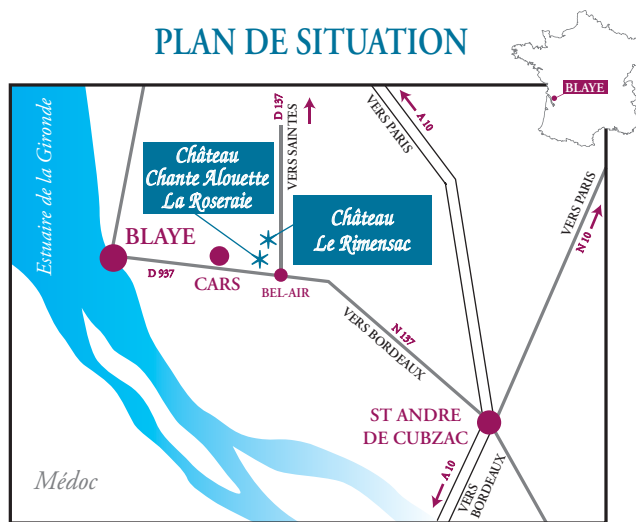 PLAN DE SITUATION
BLAYE
Estuaire de la Gironde
D 137
VERS SAINTES
VERS PARIS
A 10
VERS PARIS
N 10
Château
Chante Alouette
La Roseraie
Château
Le Rimensac
BLAYE
D 937
CARS
BEL-AIR
VERS BORDEAUX
N 137
ST ANDRE
DE CUBZAC
Médoc
A 10
VERS
BORDEAUX